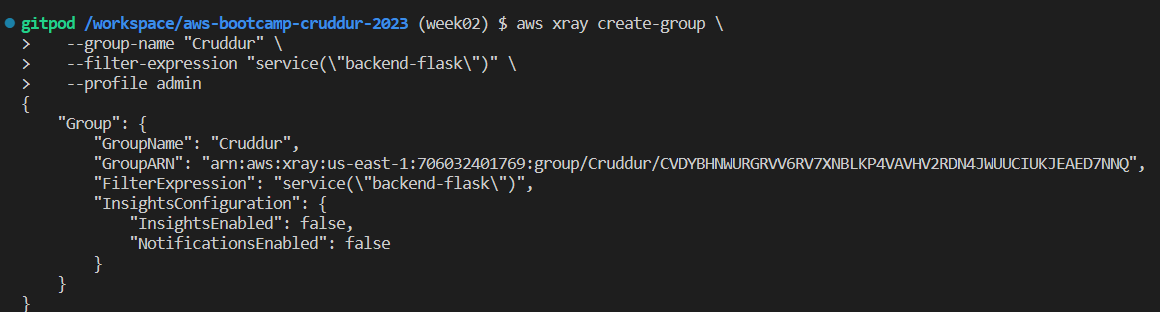 gitpod /workspace/aws-bootcamp-cruddur-2023 (week02) $ aws xray create-group \
>    --group-name "Cruddur" \
>    --filter-expression "service(\"backend-flask\")" \
>    --profile admin
{
    "Group": {
        "GroupName": "Cruddur",
        "GroupARN": "arn:aws:xray:us-east-1:706032401769:group/Cruddur/CVDYBHNWURGRVV6RV7XNBLKP4VAVHV2RDN4JWUUCIUKJEAED7NNQ",
        "FilterExpression": "service(\"backend-flask\")",
        "InsightsConfiguration": {
            "InsightsEnabled": false,
            "NotificationsEnabled": false
        }
    }
}